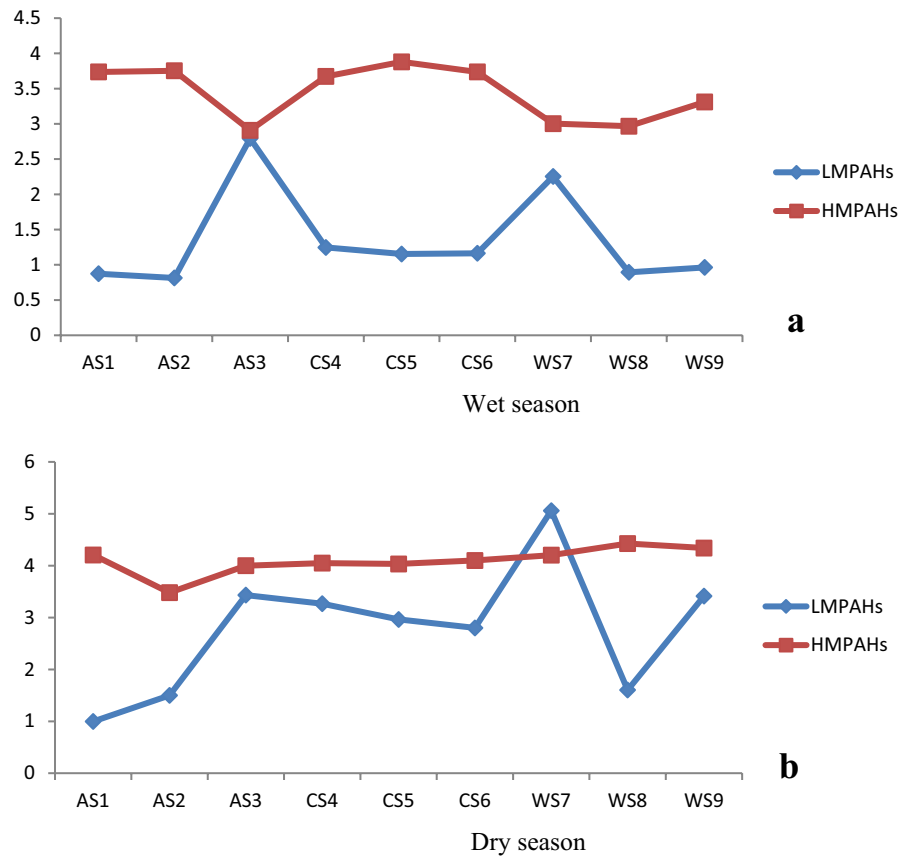 4.5
4
3.5
3
2.5
2
1.5
1
0.5
0
AS1 AS2 AS3 CS4 CS5 CS6 WS7 WS8 WS9
LMPAHs
HMPAHs
a
Wet season
6
5
4
3
2
1
0
AS1 AS2 AS3 CS4 CS5 CS6 WS7 WS8 WS9
LMPAHs
HMPAHs
b
Dry season